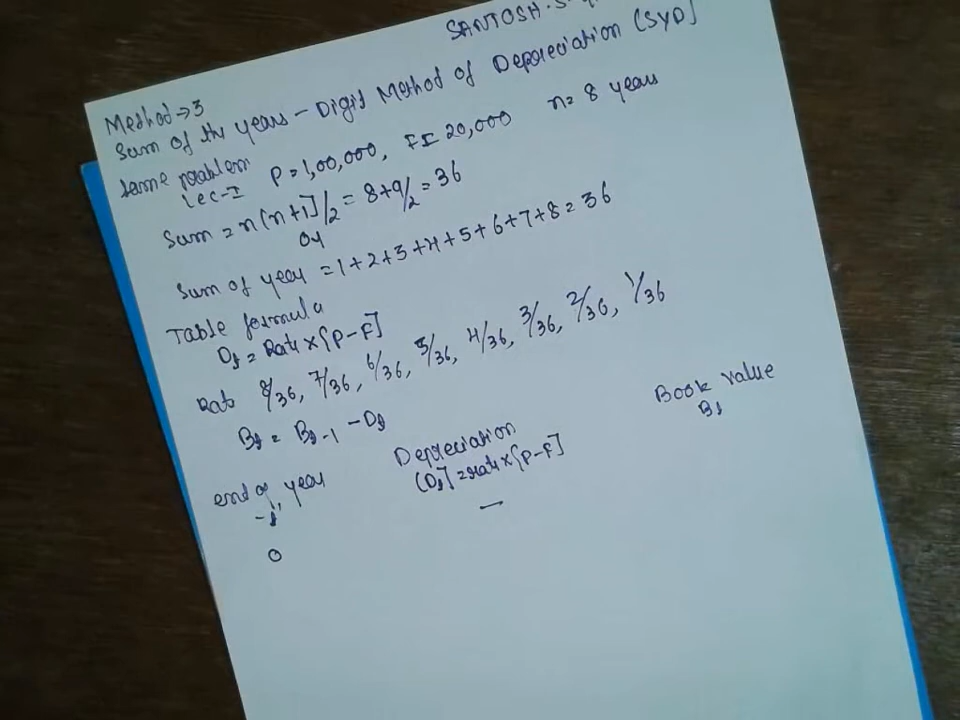 SANTOSH.S.
Method → 3
Sum of the years - Digit Method of Depreciation (SYD]
same problem
Lec-I P = 1,00,000, F = 20,000 n = 8 years
Sum = n(n+1]/2 = 8+9/2 = 36
Or
Sum of year = 1+2+3+4+5+6+7+8 = 36
Table formula
Dt = Rate × [P-F]
Rate 8/36, 7/36, 6/36, 5/36, 4/36, 3/36, 2/36, 1/36
Bt = Bt-1 - Dt
end of year Depreciation Book value
-t (Dt] = rate × [P-F] Bt
0 —